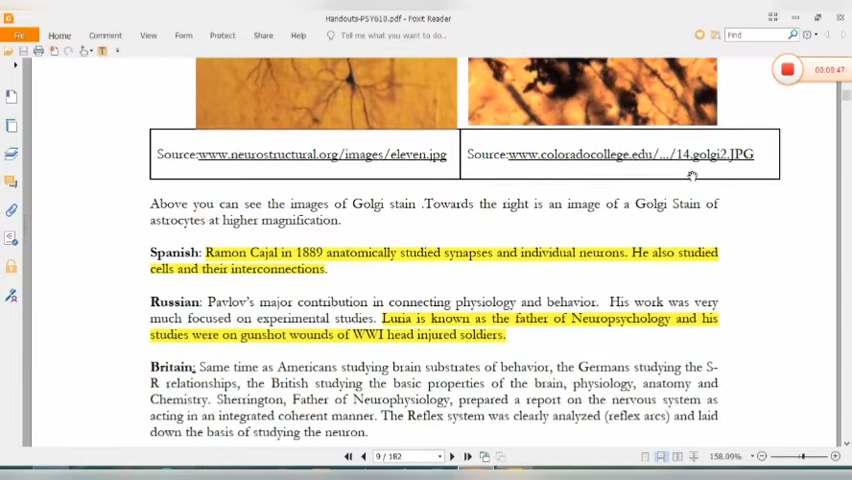 Handouts-PSY610.pdf - Foxit Reader
File Home Comment View Form Protect Share Help Tell me what you want to do.. Find
00:09:47
Source:www.neurostructural.org/images/eleven.jpg
Source:www.coloradocollege.edu/.../14.golgi2.JPG
Above you can see the images of Golgi stain .Towards the right is an image of a Golgi Stain of
astrocytes at higher magnification.
Spanish: Ramon Cajal in 1889 anatomically studied synapses and individual neurons. He also studied
cells and their interconnections.
Russian: Pavlov's major contribution in connecting physiology and behavior. His work was very
much focused on experimental studies. Luria is known as the father of Neuropsychology and his
studies were on gunshot wounds of WWI head injured soldiers.
Britain: Same time as Americans studying brain substrates of behavior, the Germans studying the S-
R relationships, the British studying the basic properties of the brain, physiology, anatomy and
Chemistry. Sherrington, Father of Neurophysiology, prepared a report on the nervous system as
acting in an integrated coherent manner. The Reflex system was clearly analyzed (reflex arcs) and laid
down the basis of studying the neuron.
9 / 182 158.09%